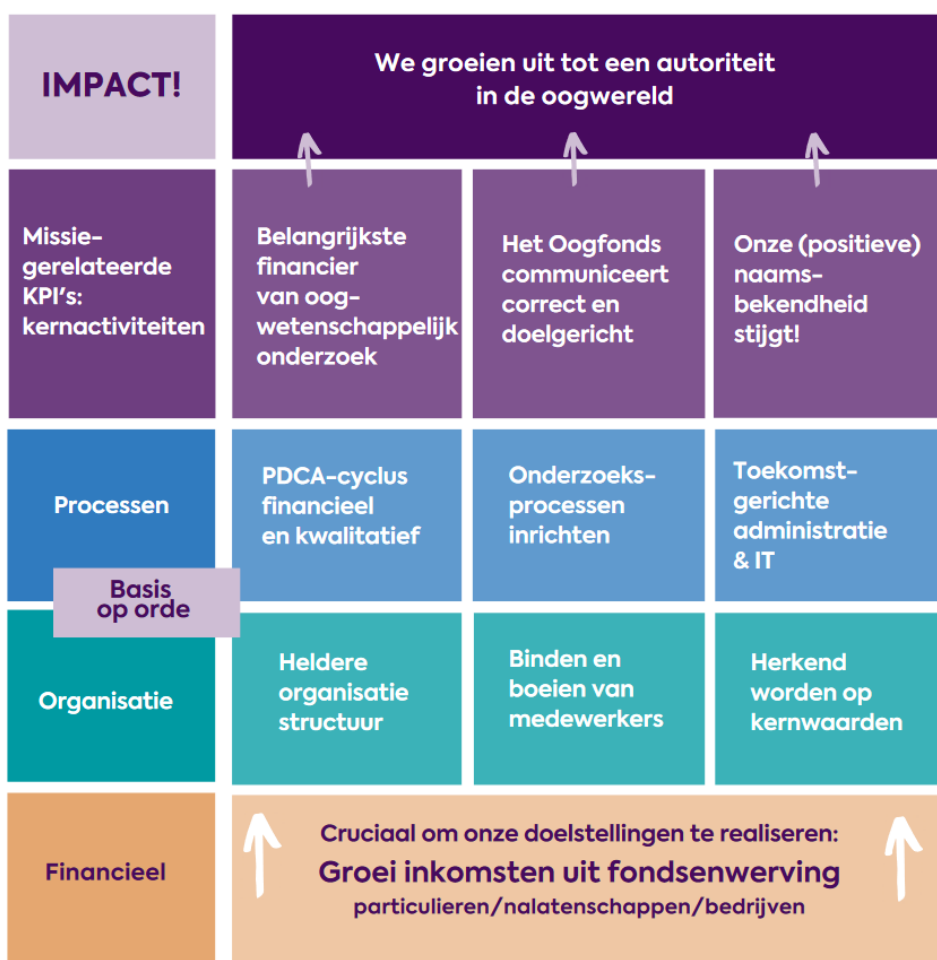 IMPACT!
We groeien uit tot een autoriteit
in de oogwereld
Missie-
gerelateerde
KPI's:
kernactiviteiten
Belangrijkste
financier
van oog-
wetenschappelijk
onderzoek
Het Oogfonds
communiceert
correct en
doelgericht
Onze (positieve)
naams-
bekendheid
stijgt!
Processen
PDCA-cyclus
financieel
en kwalitatief
Onderzoeks-
processen
inrichten
Toekomst-
gerichte
administratie
& IT
Basis
op orde
Organisatie
Heldere
organisatie
structuur
Binden en
boeien van
medewerkers
Herkend
worden op
kernwaarden
Financieel
Cruciaal om onze doelstellingen te realiseren:
Groei inkomsten uit fondsenwerving
particulieren/nalatenschappen/bedrijven